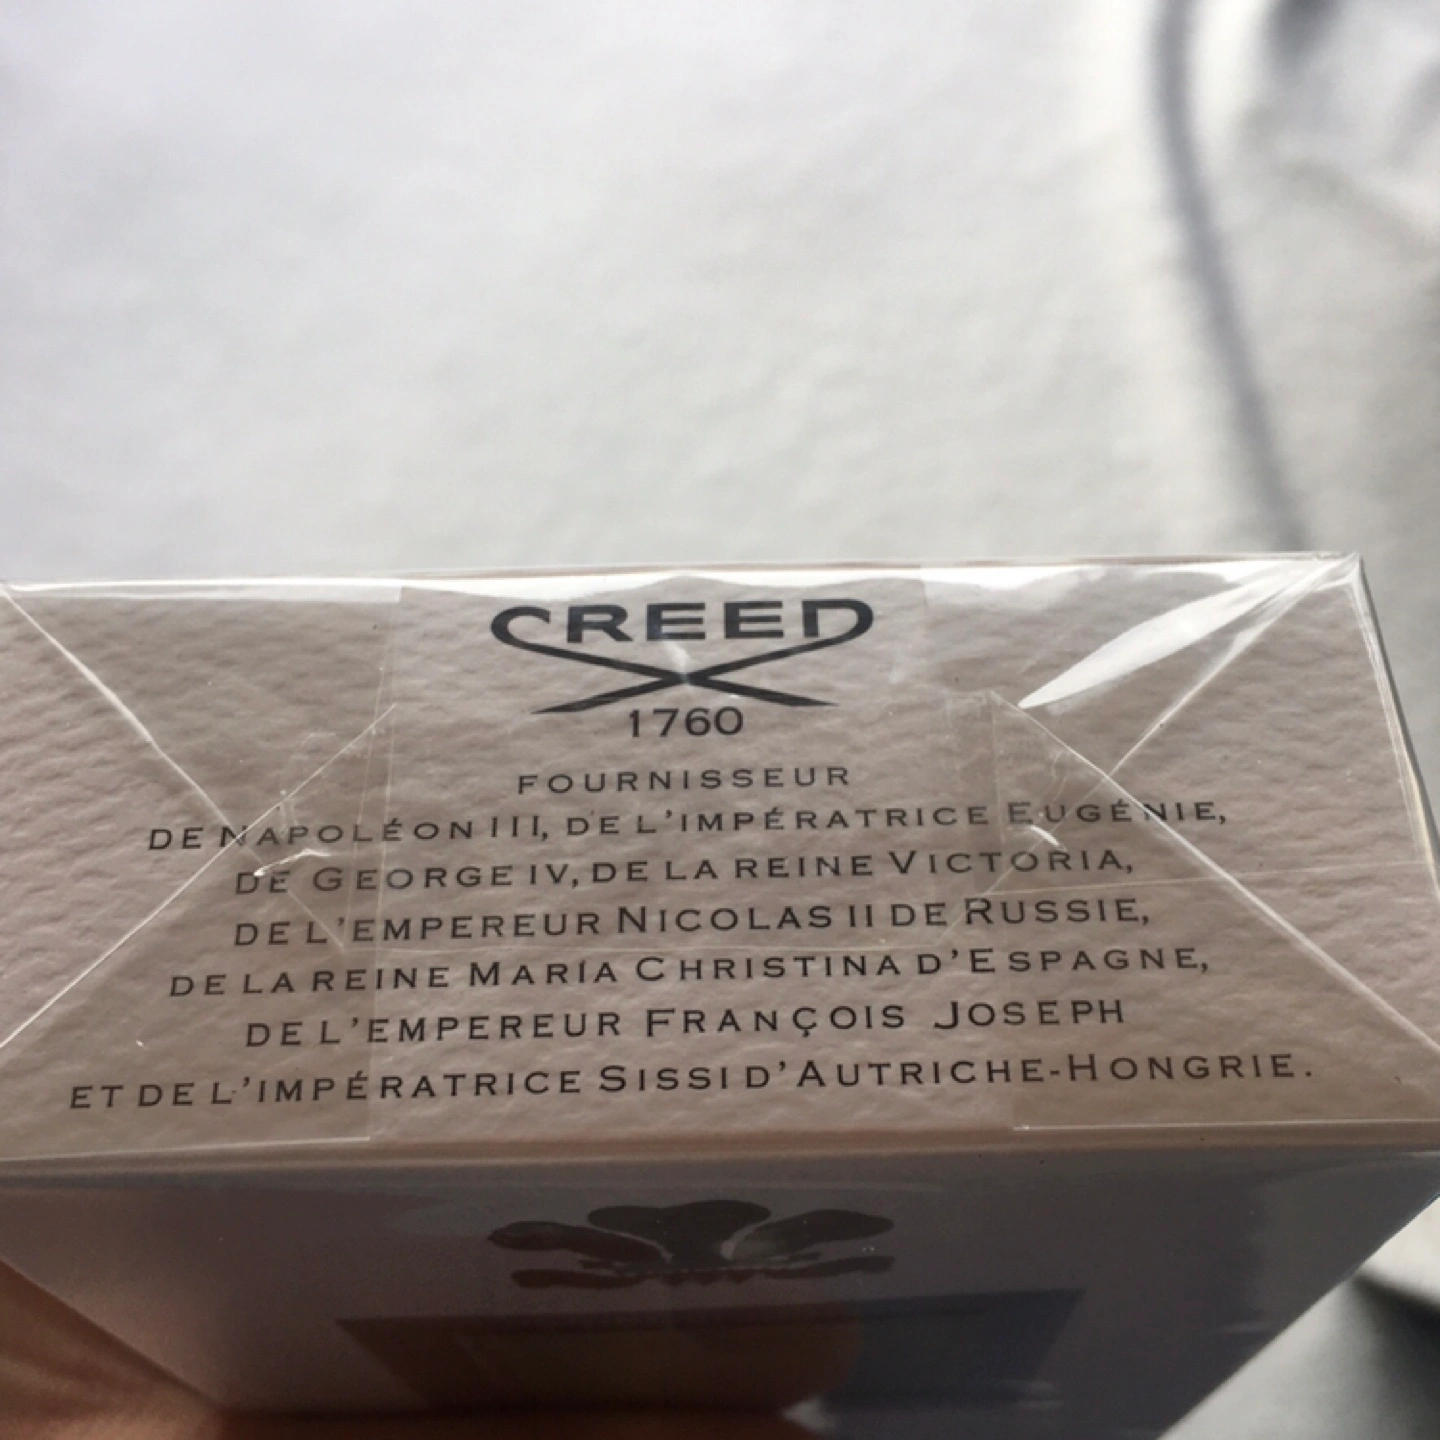 CREED
1760
FOURNISSEUR
DE NAPOLÉON III, DE L'IMPÉRATRICE EUGÉNIE,
DE GEORGE IV, DE LA REINE VICTORIA,
DE L'EMPEREUR NICOLAS II DE RUSSIE,
DE LA REINE MARÍA CHRISTINA D'ESPAGNE,
DE L'EMPEREUR FRANÇOIS JOSEPH
ET DE L'IMPÉRATRICE SISSI D'AUTRICHE-HONGRIE.